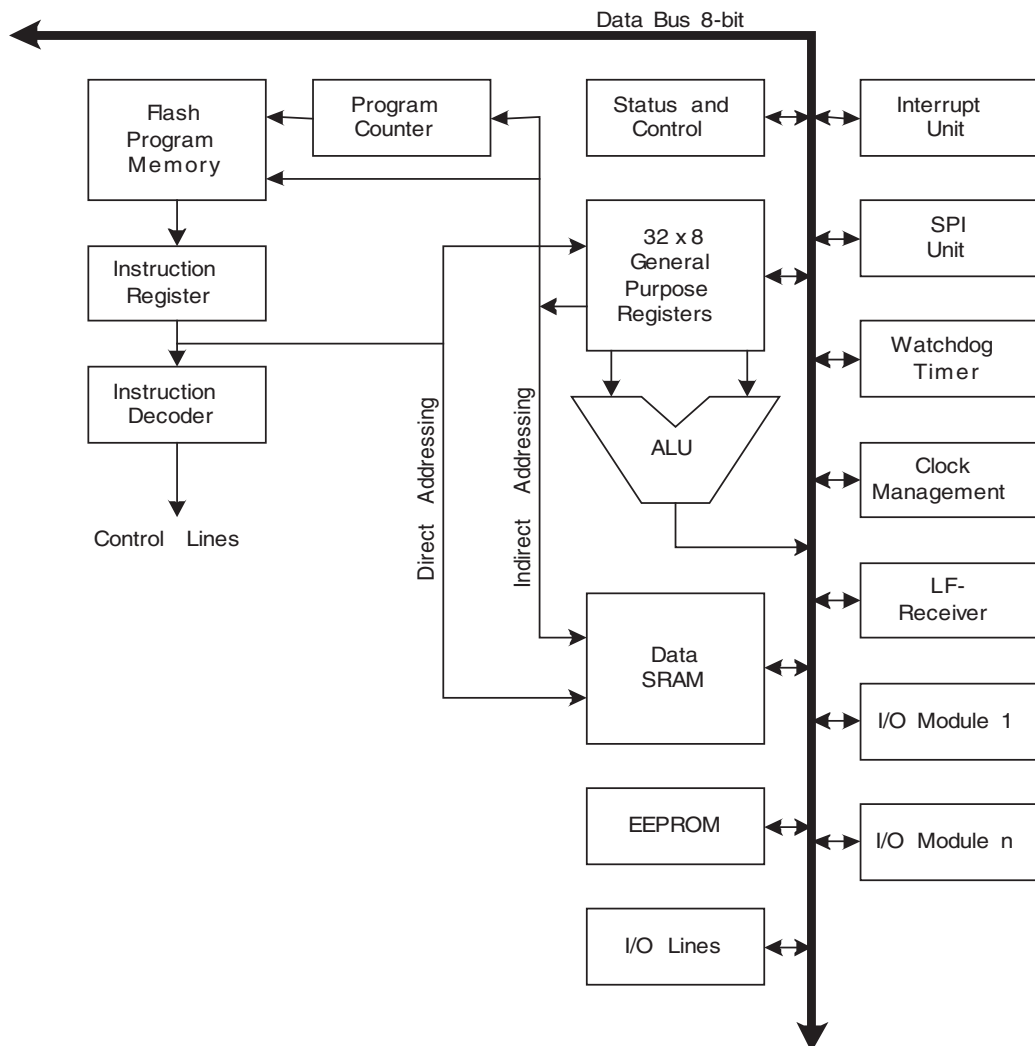 Data Bus 8-bit
Flash
Program
Memory
Program
Counter
Status and
Control
Interrupt
Unit
32 x 8
General
Purpose
Registers
SPI
Unit
Instruction
Register
Watchdog
Timer
Instruction
Decoder
Direct Addressing
Indirect Addressing
ALU
Clock
Management
Control Lines
LF-
Receiver
Data
SRAM
I/O Module 1
EEPROM
I/O Module n
I/O Lines